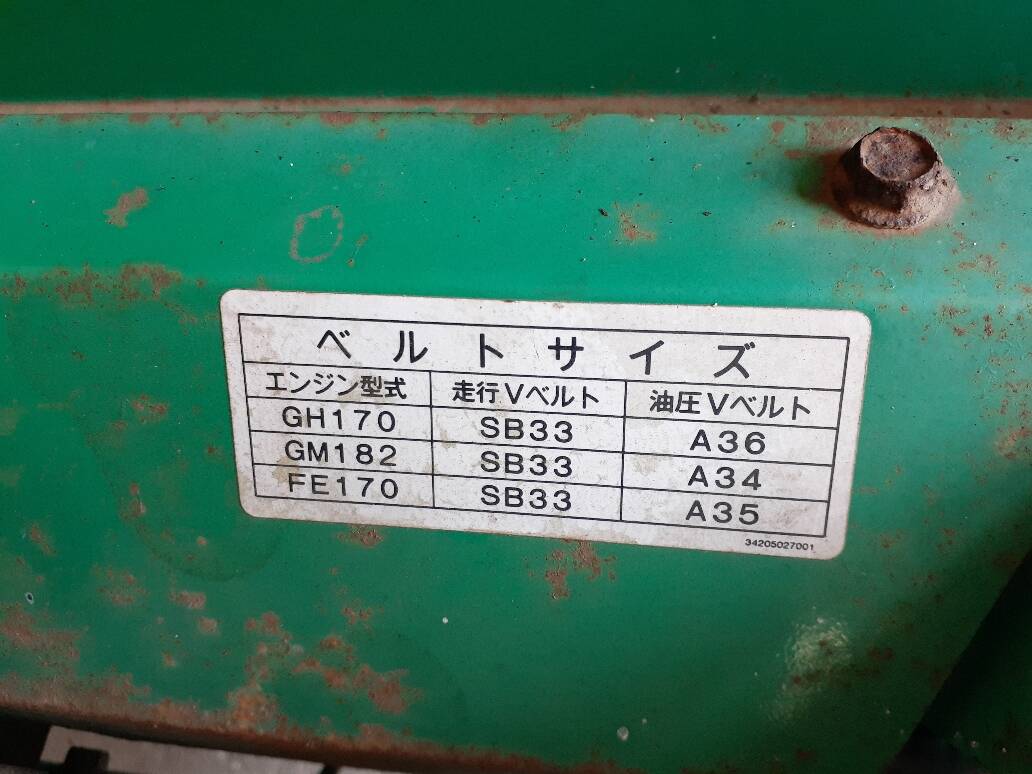 ベルトサイズ
エンジン型式 走行Vベルト 油圧Vベルト
GH170 SB33 A36
GM182 SB33 A34
FE170 SB33 A35
34205027001